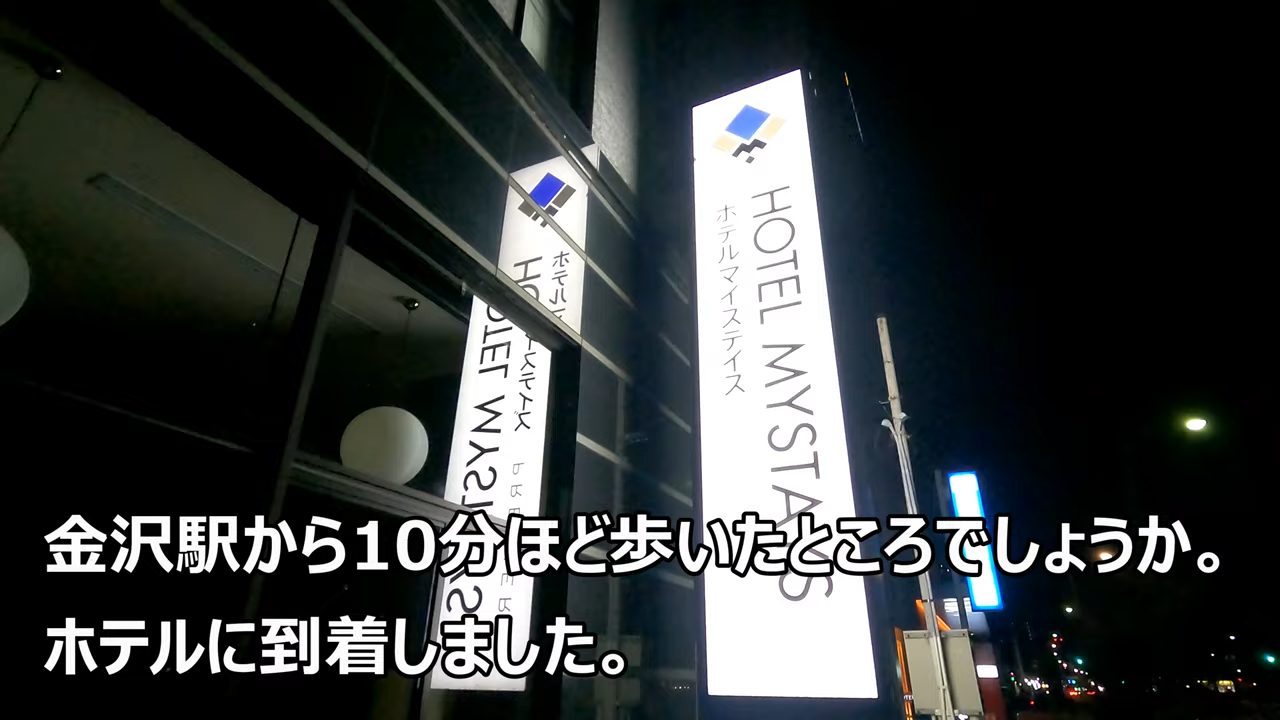 HOTEL MYSTAYS
ホテルマイステイス
金沢駅から10分ほど歩いたところでしょうか。
ホテルに到着しました。